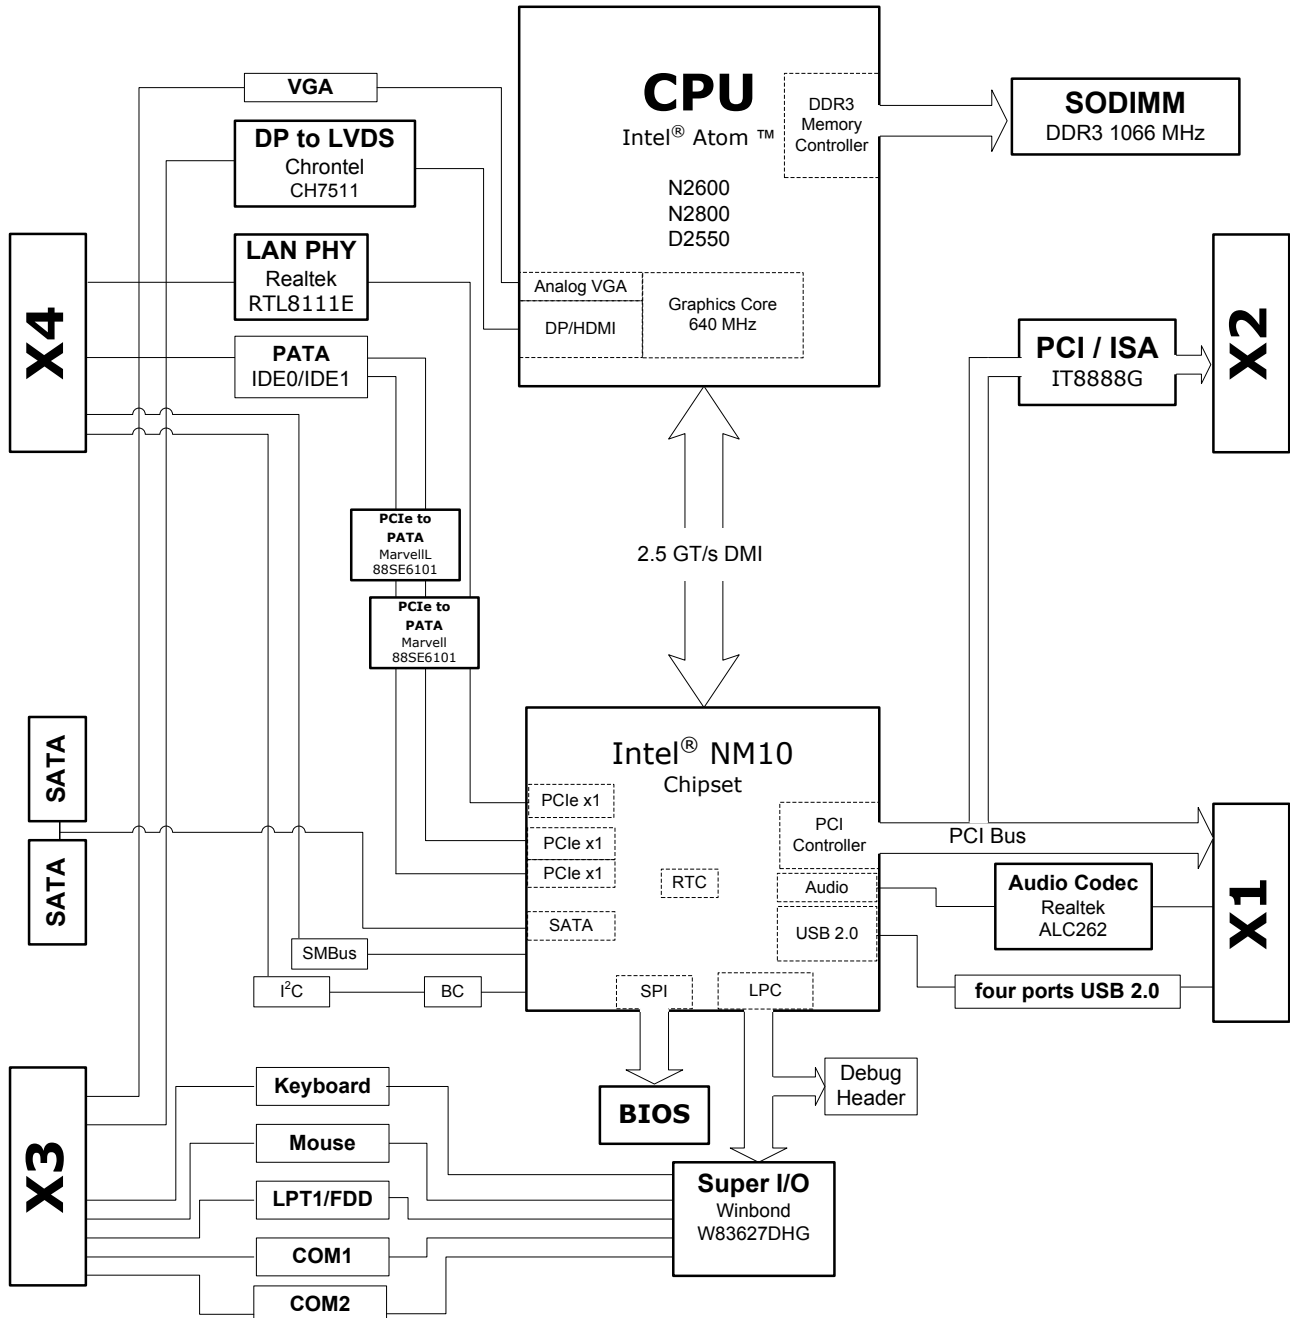 CPU
Intel® Atom ™
N2600
N2800
D2550
DDR3
Memory
Controller
SODIMM
DDR3 1066 MHz
VGA
DP to LVDS
Chrontel
CH7511
LAN PHY
Realtek
RTL8111E
PATA
IDE0/IDE1
X4
Analog VGA
DP/HDMI
Graphics Core
640 MHz
PCI / ISA
IT8888G
X2
PCIe to
PATA
MarvellL
88SE6101
PCIe to
PATA
Marvell
88SE6101
2.5 GT/s DMI
SATA
SATA
Intel® NM10
Chipset
PCIe x1
PCIe x1
PCIe x1
SATA
RTC
PCI
Controller
Audio
USB 2.0
SPI
LPC
PCI Bus
Audio Codec
Realtek
ALC262
four ports USB 2.0
X1
SMBus
I²C
BC
BIOS
Debug
Header
X3
Keyboard
Mouse
LPT1/FDD
COM1
COM2
Super I/O
Winbond
W83627DHG